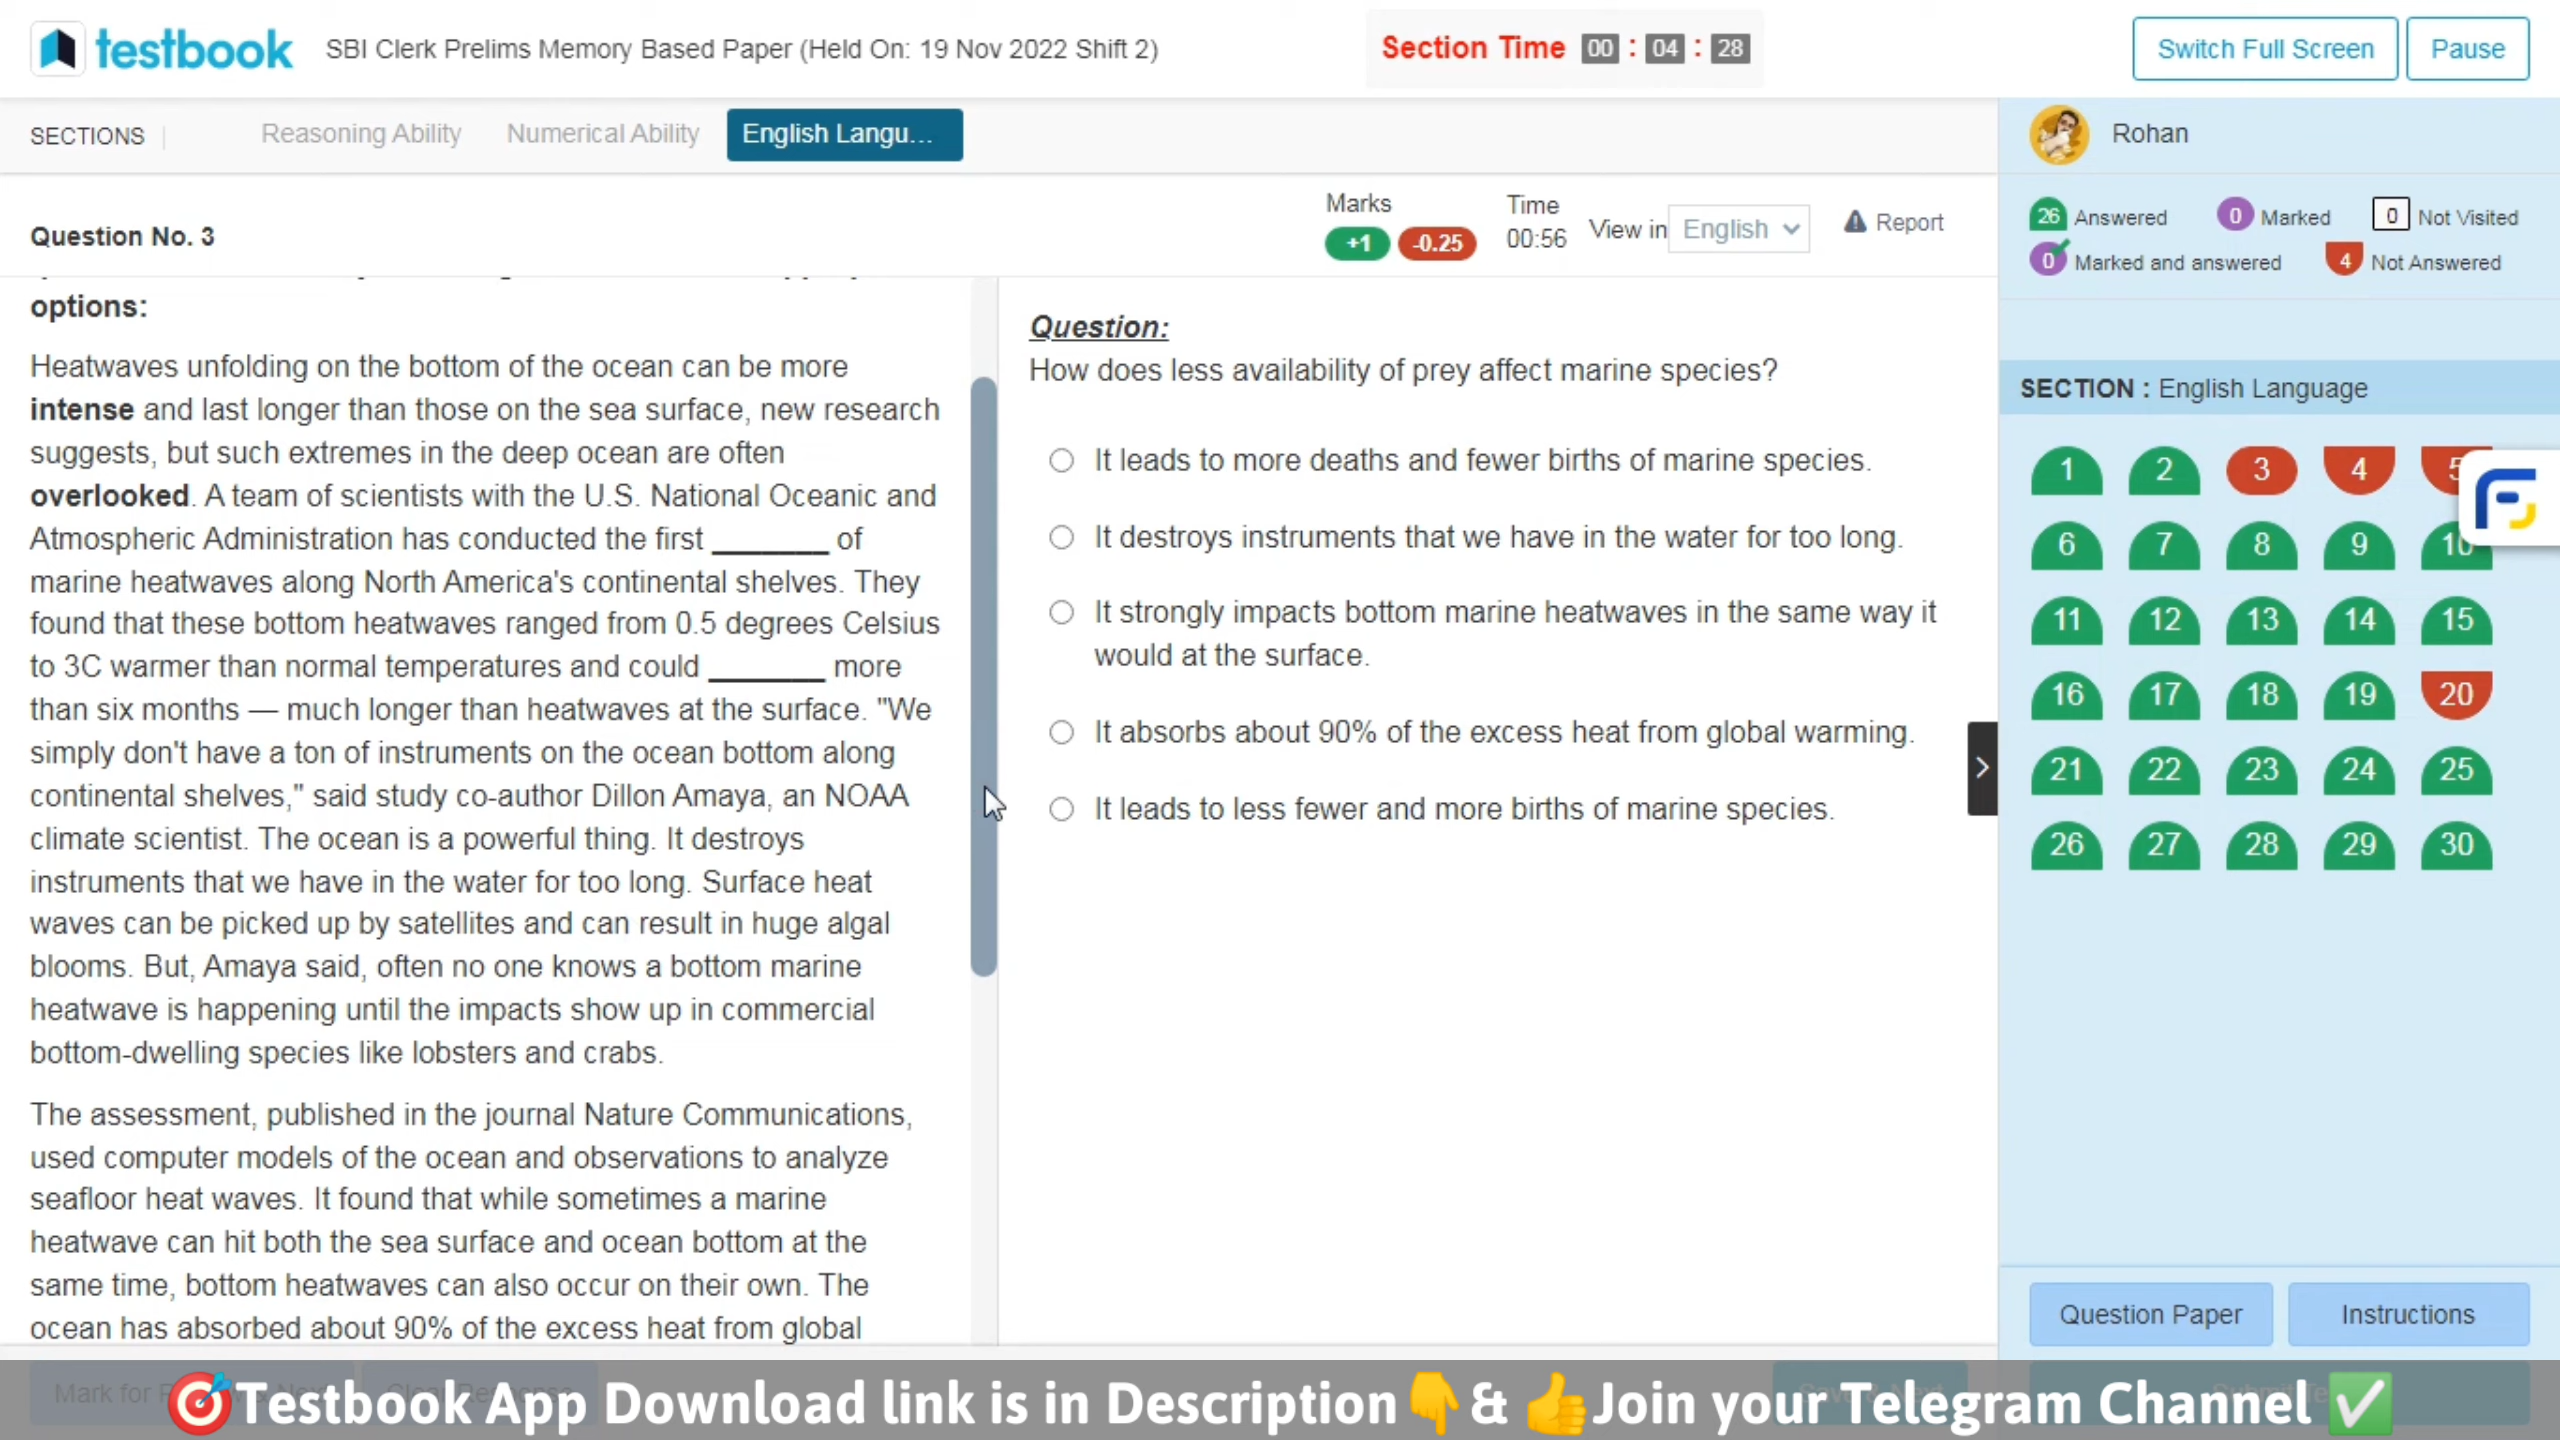 testbook SBI Clerk Prelims Memory Based Paper (Held On: 19 Nov 2022 Shift 2) Section Time 00 : 04 : 28 Switch Full Screen Pause
SECTIONS Reasoning Ability Numerical Ability English Langu... Rohan
Question No. 3 Marks +1 -0.25 Time 00:56 View in English Report
26 Answered 0 Marked 0 Not Visited
0 Marked and answered 4 Not Answered
options:
Heatwaves unfolding on the bottom of the ocean can be more
intense and last longer than those on the sea surface, new research
suggests, but such extremes in the deep ocean are often
overlooked. A team of scientists with the U.S. National Oceanic and
Atmospheric Administration has conducted the first _______ of
marine heatwaves along North America's continental shelves. They
found that these bottom heatwaves ranged from 0.5 degrees Celsius
to 3C warmer than normal temperatures and could _______ more
than six months — much longer than heatwaves at the surface. "We
simply don't have a ton of instruments on the ocean bottom along
continental shelves," said study co-author Dillon Amaya, an NOAA
climate scientist. The ocean is a powerful thing. It destroys
instruments that we have in the water for too long. Surface heat
waves can be picked up by satellites and can result in huge algal
blooms. But, Amaya said, often no one knows a bottom marine
heatwave is happening until the impacts show up in commercial
bottom-dwelling species like lobsters and crabs.
The assessment, published in the journal Nature Communications,
used computer models of the ocean and observations to analyze
seafloor heat waves. It found that while sometimes a marine
heatwave can hit both the sea surface and ocean bottom at the
same time, bottom heatwaves can also occur on their own. The
ocean has absorbed about 90% of the excess heat from global
Question:
How does less availability of prey affect marine species?
It leads to more deaths and fewer births of marine species.
It destroys instruments that we have in the water for too long.
It strongly impacts bottom marine heatwaves in the same way it
would at the surface.
It absorbs about 90% of the excess heat from global warming.
It leads to less fewer and more births of marine species.
SECTION : English Language
1 2 3 4 5
6 7 8 9 10
11 12 13 14 15
16 17 18 19 20
21 22 23 24 25
26 27 28 29 30
Question Paper Instructions
Mark for
🎯Testbook App Download link is in Description👇& 👍Join your Telegram Channel ✅